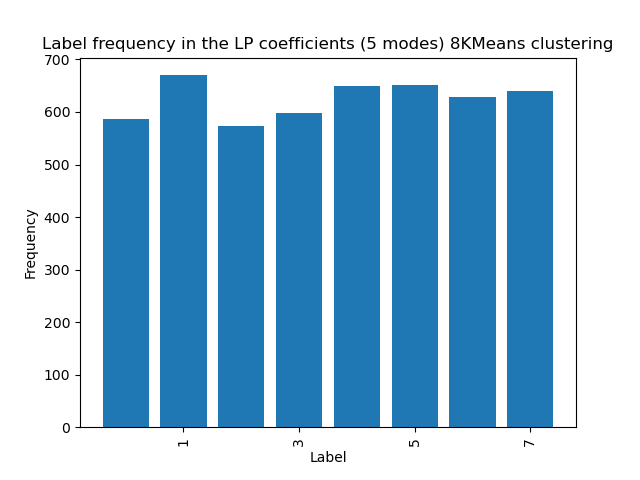 Label frequency in the LP coefficients (5 modes) 8KMeans clustering
700
600
500
400
300
200
100
0
Frequency
1 3 5 7
Label